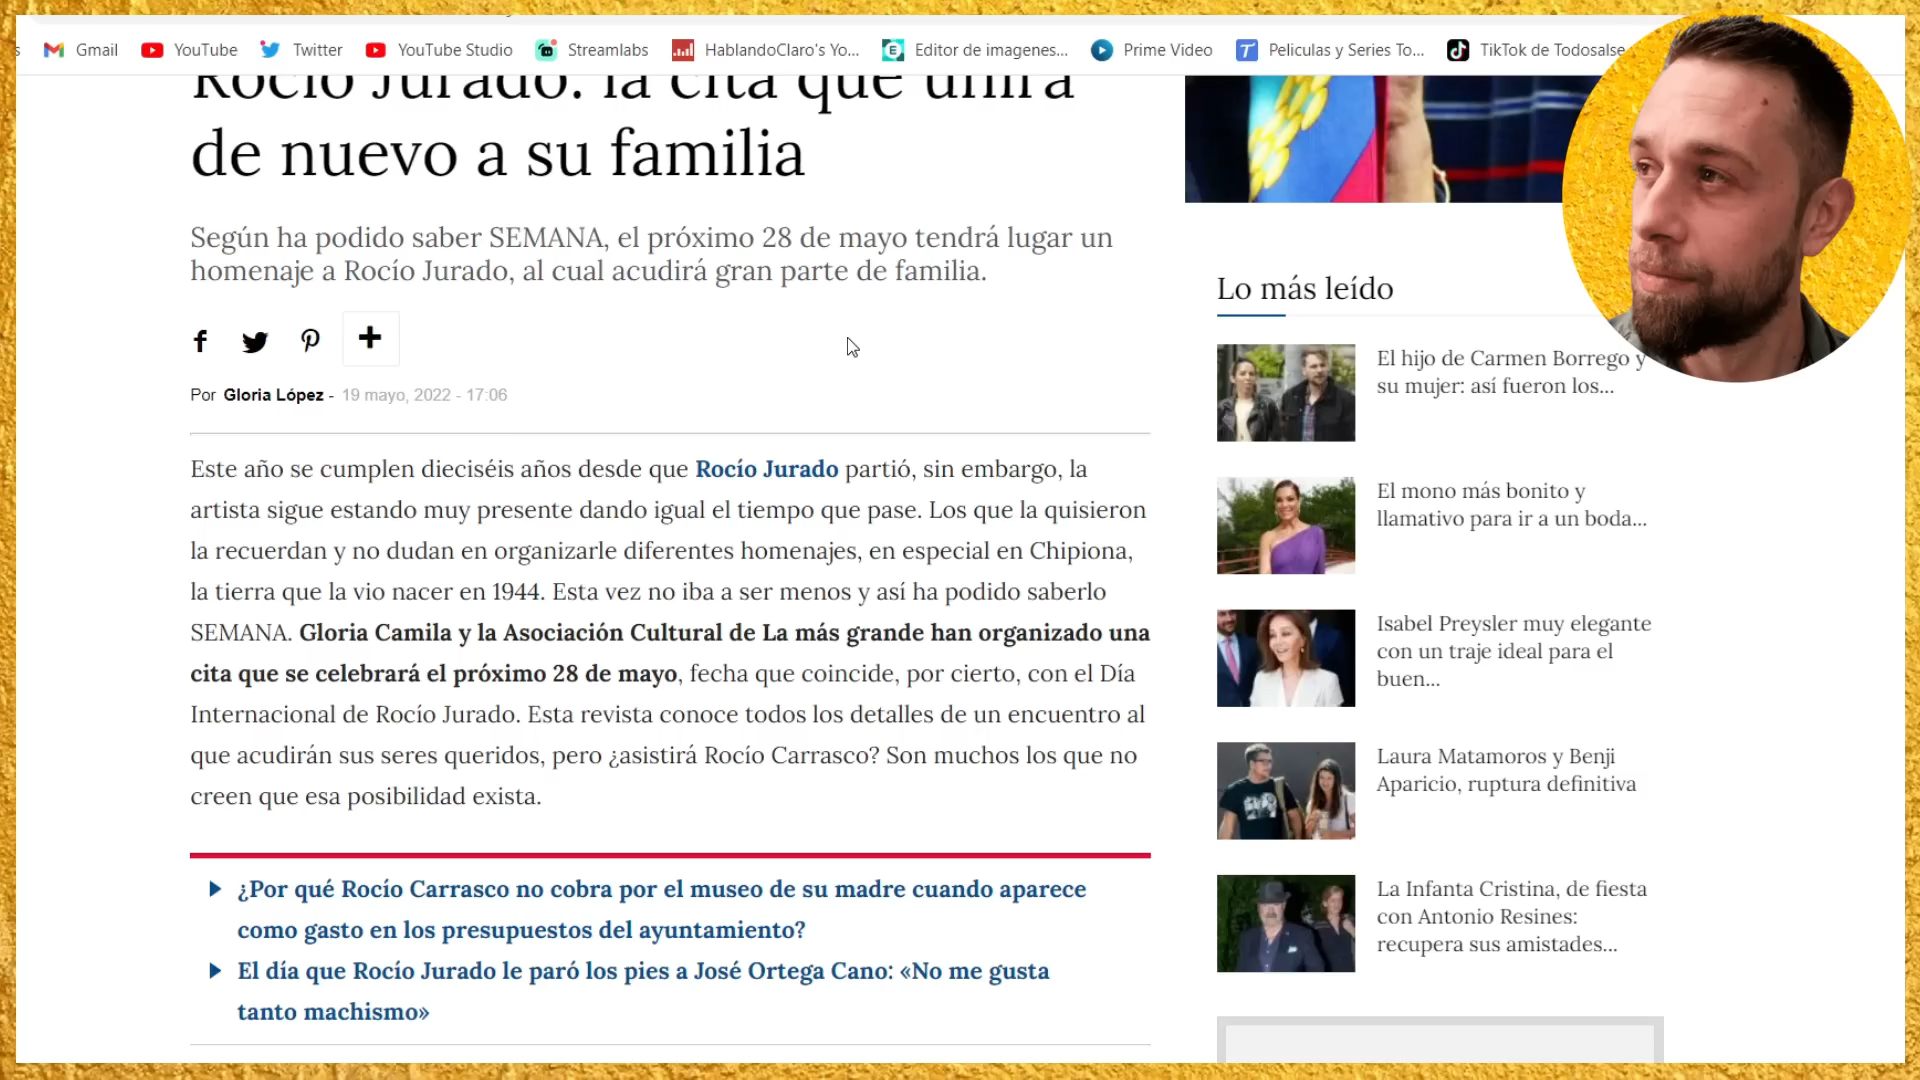 Gmail
YouTube
Twitter
YouTube Studio
Streamlabs
HablandoClaro's Yo...
Editor de imagenes...
Prime Video
Peliculas y Series To...
TikTok de Todosalse
Rocío Jurado: la cita que unirá
de nuevo a su familia
Según ha podido saber SEMANA, el próximo 28 de mayo tendrá lugar un
homenaje a Rocío Jurado, al cual acudirá gran parte de familia.
Por Gloria López - 19 mayo, 2022 - 17:06
Este año se cumplen dieciséis años desde que Rocío Jurado partió, sin embargo, la
artista sigue estando muy presente dando igual el tiempo que pase. Los que la quisieron
la recuerdan y no dudan en organizarle diferentes homenajes, en especial en Chipiona,
la tierra que la vio nacer en 1944. Esta vez no iba a ser menos y así ha podido saberlo
SEMANA. Gloria Camila y la Asociación Cultural de La más grande han organizado una
cita que se celebrará el próximo 28 de mayo, fecha que coincide, por cierto, con el Día
Internacional de Rocío Jurado. Esta revista conoce todos los detalles de un encuentro al
que acudirán sus seres queridos, pero ¿asistirá Rocío Carrasco? Son muchos los que no
creen que esa posibilidad exista.
¿Por qué Rocío Carrasco no cobra por el museo de su madre cuando aparece
como gasto en los presupuestos del ayuntamiento?
El día que Rocío Jurado le paró los pies a José Ortega Cano: «No me gusta
tanto machismo»
Lo más leído
El hijo de Carmen Borrego y
su mujer: así fueron los...
El mono más bonito y
llamativo para ir a un boda...
Isabel Preysler muy elegante
con un traje ideal para el
buen...
Laura Matamoros y Benji
Aparicio, ruptura definitiva
La Infanta Cristina, de fiesta
con Antonio Resines:
recupera sus amistades...